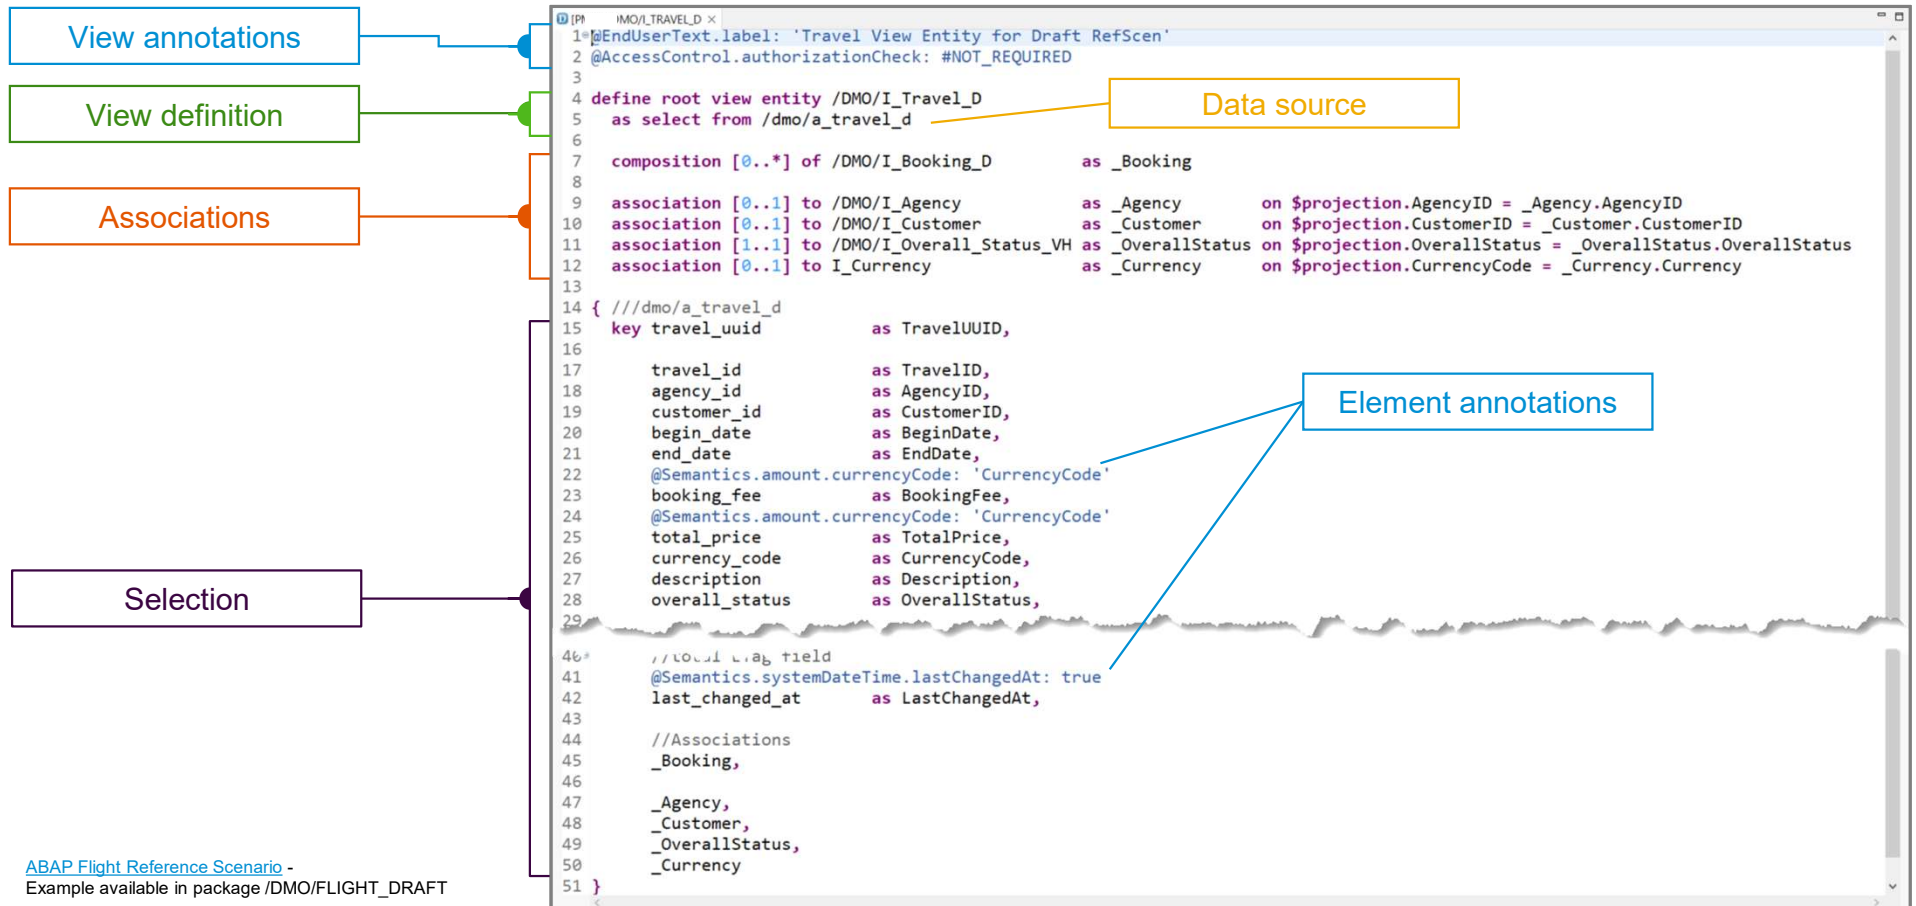 View annotations
View definition
Associations
Selection
ABAP Flight Reference Scenario -
Example available in package /DMO/FLIGHT_DRAFT
MO/I_TRAVEL_D
1 @EndUserText.label: 'Travel View Entity for Draft RefScen'
2 @AccessControl.authorizationCheck: #NOT_REQUIRED
3
4 define root view entity /DMO/I_Travel_D
5 as select from /dmo/a_travel_d
Data source
6
7 composition [0..*] of /DMO/I_Booking_D as _Booking
8
9 association [0..1] to /DMO/I_Agency as _Agency on $projection.AgencyID = _Agency.AgencyID
10 association [0..1] to /DMO/I_Customer as _Customer on $projection.CustomerID = _Customer.CustomerID
11 association [1..1] to /DMO/I_Overall_Status_VH as _OverallStatus on $projection.OverallStatus = _OverallStatus.OverallStatus
12 association [0..1] to I_Currency as _Currency on $projection.CurrencyCode = _Currency.Currency
13
14 { ///dmo/a_travel_d
15 key travel_uuid as TravelUUID,
16
17 travel_id as TravelID,
18 agency_id as AgencyID,
19 customer_id as CustomerID,
20 begin_date as BeginDate,
21 end_date as EndDate,
Element annotations
22 @Semantics.amount.currencyCode: 'CurrencyCode'
23 booking_fee as BookingFee,
24 @Semantics.amount.currencyCode: 'CurrencyCode'
25 total_price as TotalPrice,
26 currency_code as CurrencyCode,
27 description as Description,
28 overall_status as OverallStatus,
29
40 //total etag field
41 @Semantics.systemDateTime.lastChangedAt: true
42 last_changed_at as LastChangedAt,
43
44 //Associations
45 _Booking,
46
47 _Agency,
48 _Customer,
49 _OverallStatus,
50 _Currency
51 }